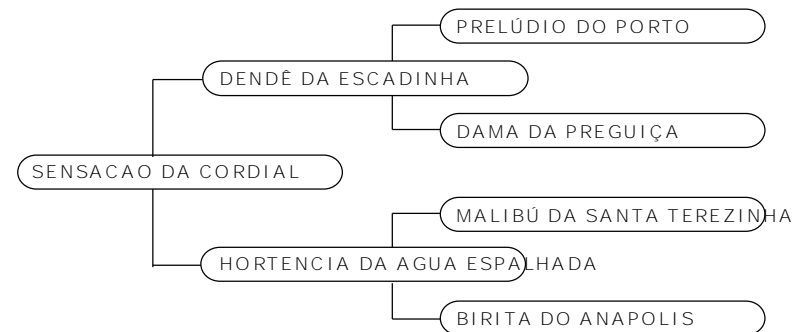 PRELÚDIO DO PORTO
DENDÊ DA ESCADINHA
DAMA DA PREGUIÇA
SENSACAO DA CORDIAL
MALIBÚ DA SANTA TEREZINHA
HORTENCIA DA AGUA ESPALHADA
BIRITA DO ANAPOLIS